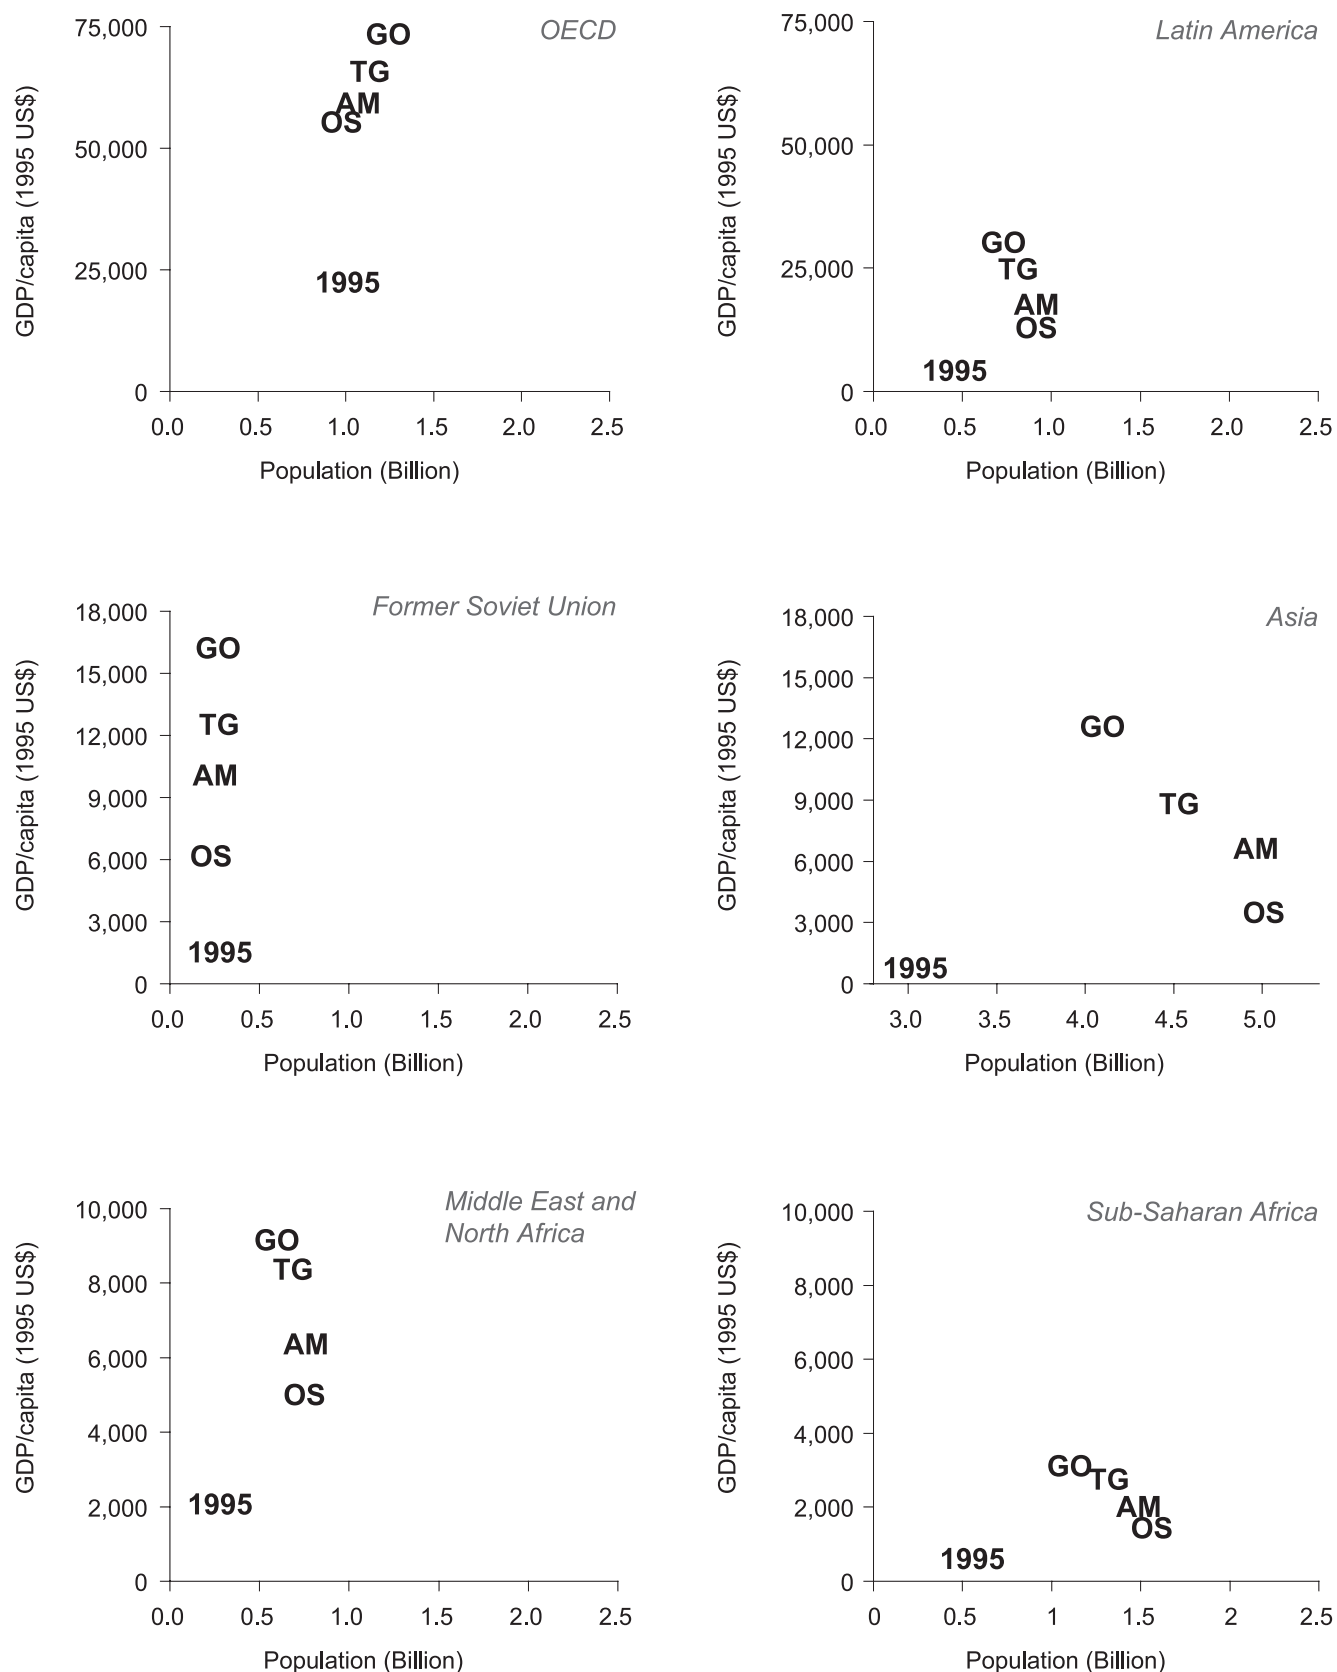 OECD
GDP/capita (1995 US$)
75,000
50,000
25,000
0
GO
TG
AM
OS
1995
0.0 0.5 1.0 1.5 2.0 2.5
Population (Billion)
Latin America
GDP/capita (1995 US$)
75,000
50,000
25,000
0
GO
TG
AM
OS
1995
0.0 0.5 1.0 1.5 2.0 2.5
Population (Billion)
Former Soviet Union
GDP/capita (1995 US$)
18,000
15,000
12,000
9,000
6,000
3,000
0
GO
TG
AM
OS
1995
0.0 0.5 1.0 1.5 2.0 2.5
Population (Billion)
Asia
GDP/capita (1995 US$)
18,000
15,000
12,000
9,000
6,000
3,000
0
GO
TG
AM
OS
1995
3.0 3.5 4.0 4.5 5.0
Population (Billion)
Middle East and
North Africa
GDP/capita (1995 US$)
10,000
8,000
6,000
4,000
2,000
0
GO
TG
AM
OS
1995
0.0 0.5 1.0 1.5 2.0 2.5
Population (Billion)
Sub-Saharan Africa
GDP/capita (1995 US$)
10,000
8,000
6,000
4,000
2,000
0
GO
TG
AM
OS
1995
0 0.5 1 1.5 2 2.5
Population (Billion)